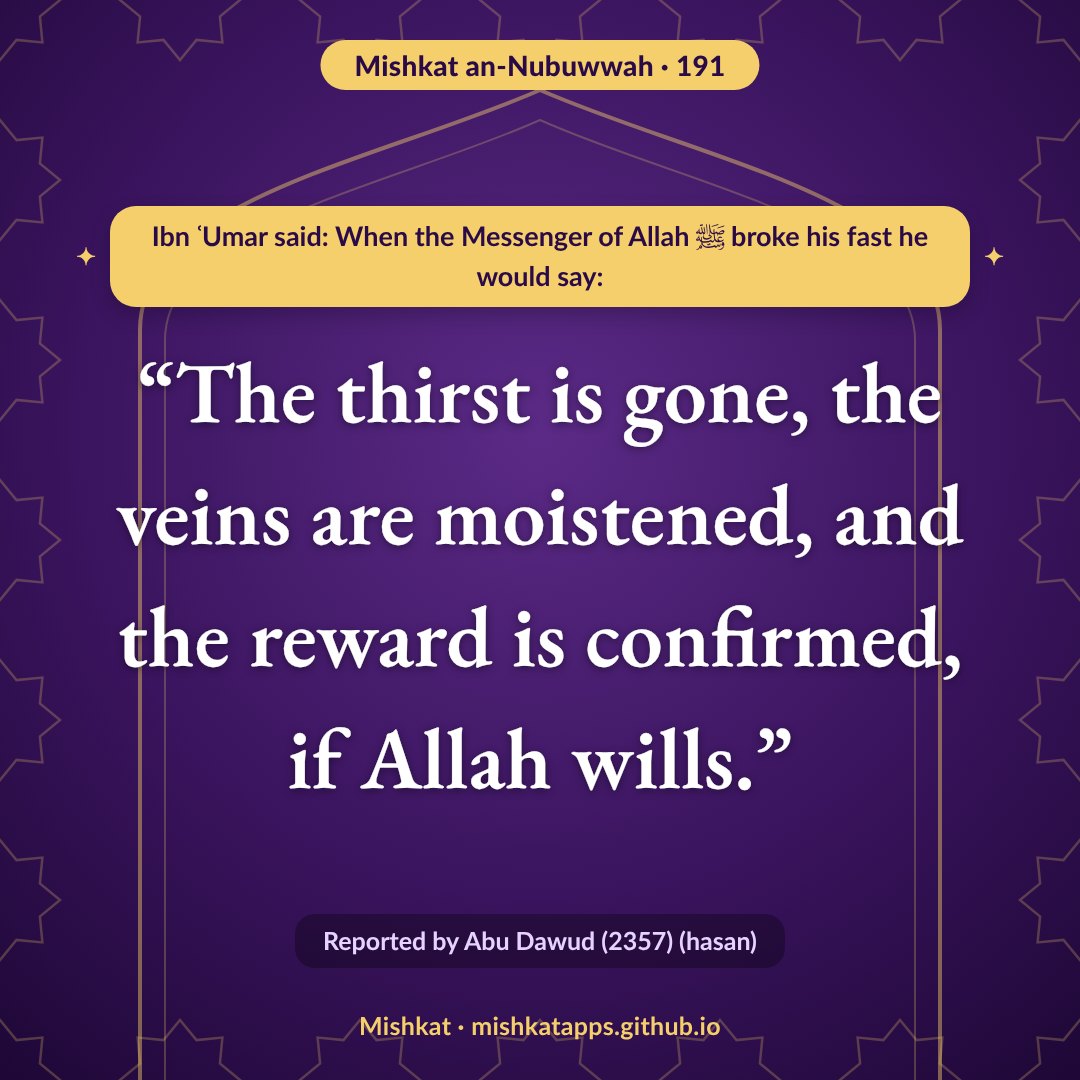 Mishkat an-Nubuwwah · 191
Ibn ʿUmar said: When the Messenger of Allah ﷺ broke his fast he
would say:
“The thirst is gone, the
veins are moistened, and
the reward is confirmed,
if Allah wills.”
Reported by Abu Dawud (2357) (hasan)
Mishkat · mishkatapps.github.io